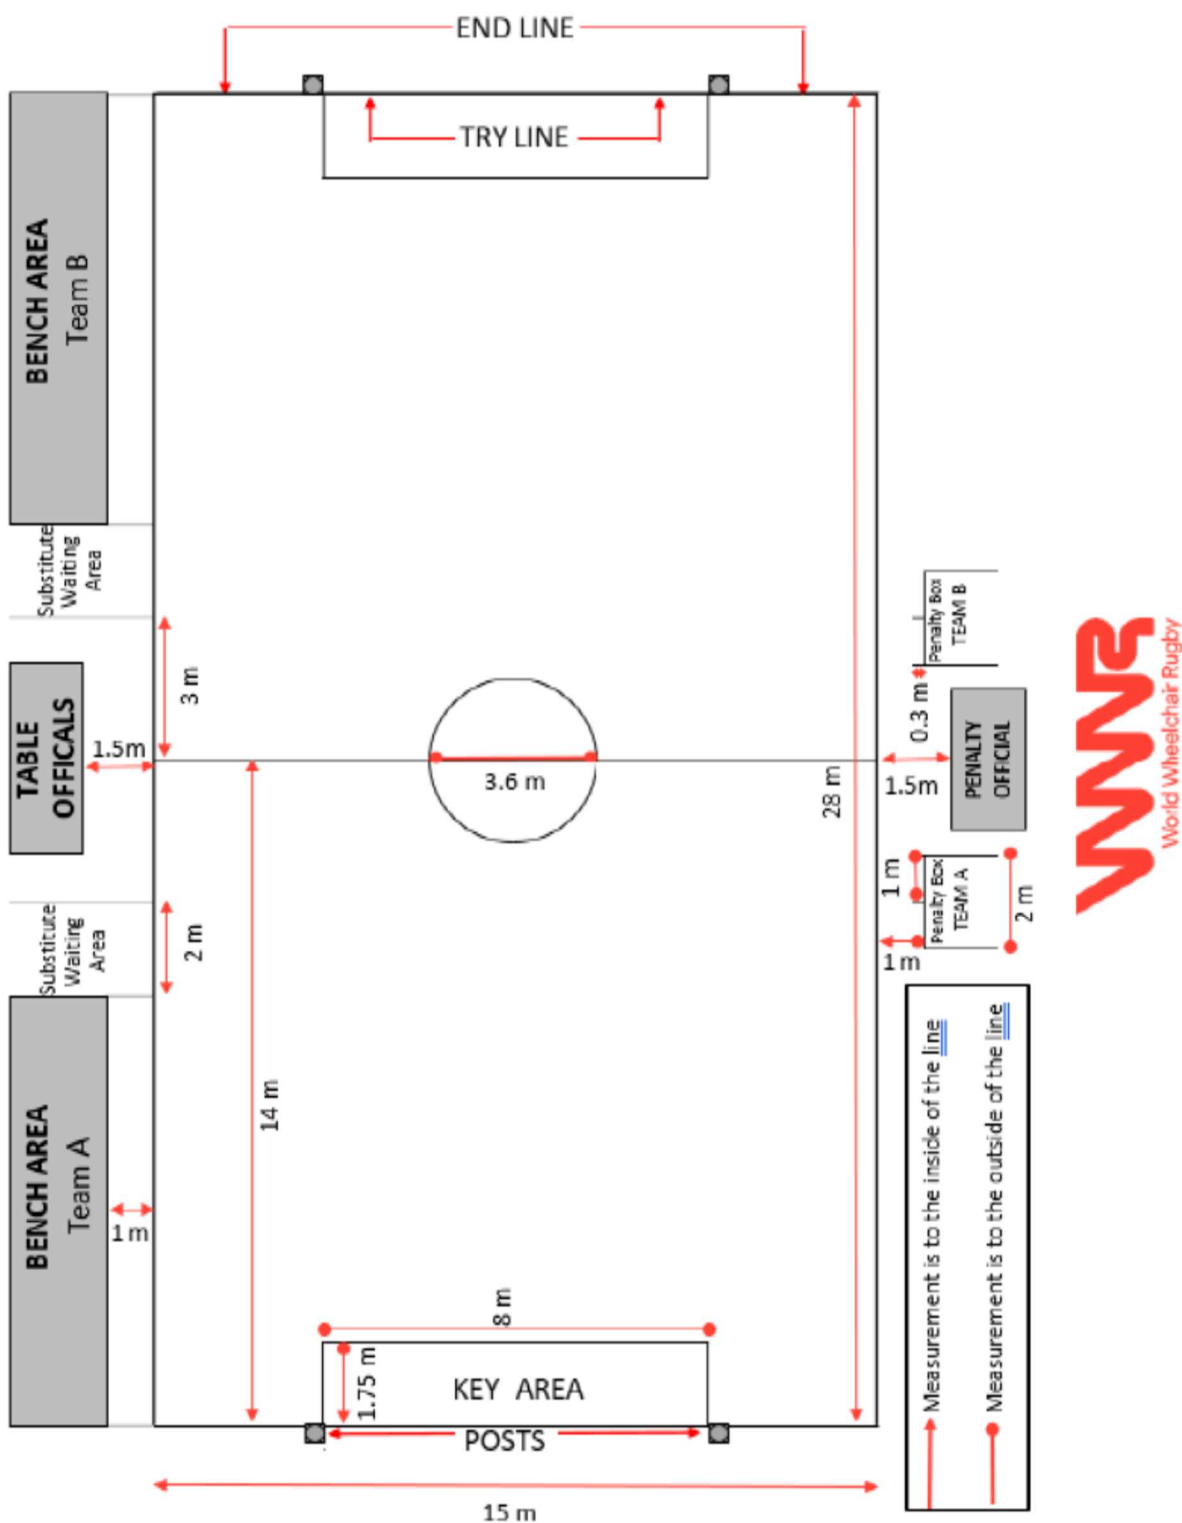 END LINE
TRY LINE
BENCH AREA
Team B
Substitute
Waiting
Area
3 m
TABLE
OFFICALS
1.5m
3.6 m
28 m
Penalty Box
TEAM B
0.3 m
PENALTY
OFFICIAL
1.5m
World Wheelchair Rugby
1 m
Penalty Box
TEAM A
2 m
1 m
Substitute
Waiting
Area
2 m
BENCH AREA
Team A
1 m
14 m
8 m
1.75 m
KEY AREA
POSTS
15 m
Measurement is to the inside of the line
Measurement is to the outside of the line